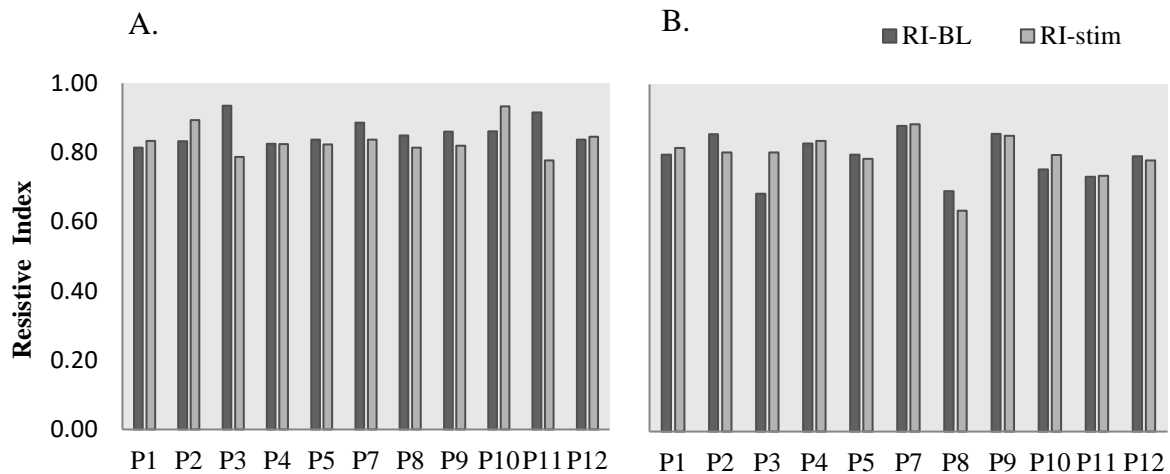 A.
B.
RI-BL RI-stim
Resistive Index
1.00
0.80
0.60
0.40
0.20
0.00
P1 P2 P3 P4 P5 P7 P8 P9 P10 P11 P12
P1 P2 P3 P4 P5 P7 P8 P9 P10 P11 P12